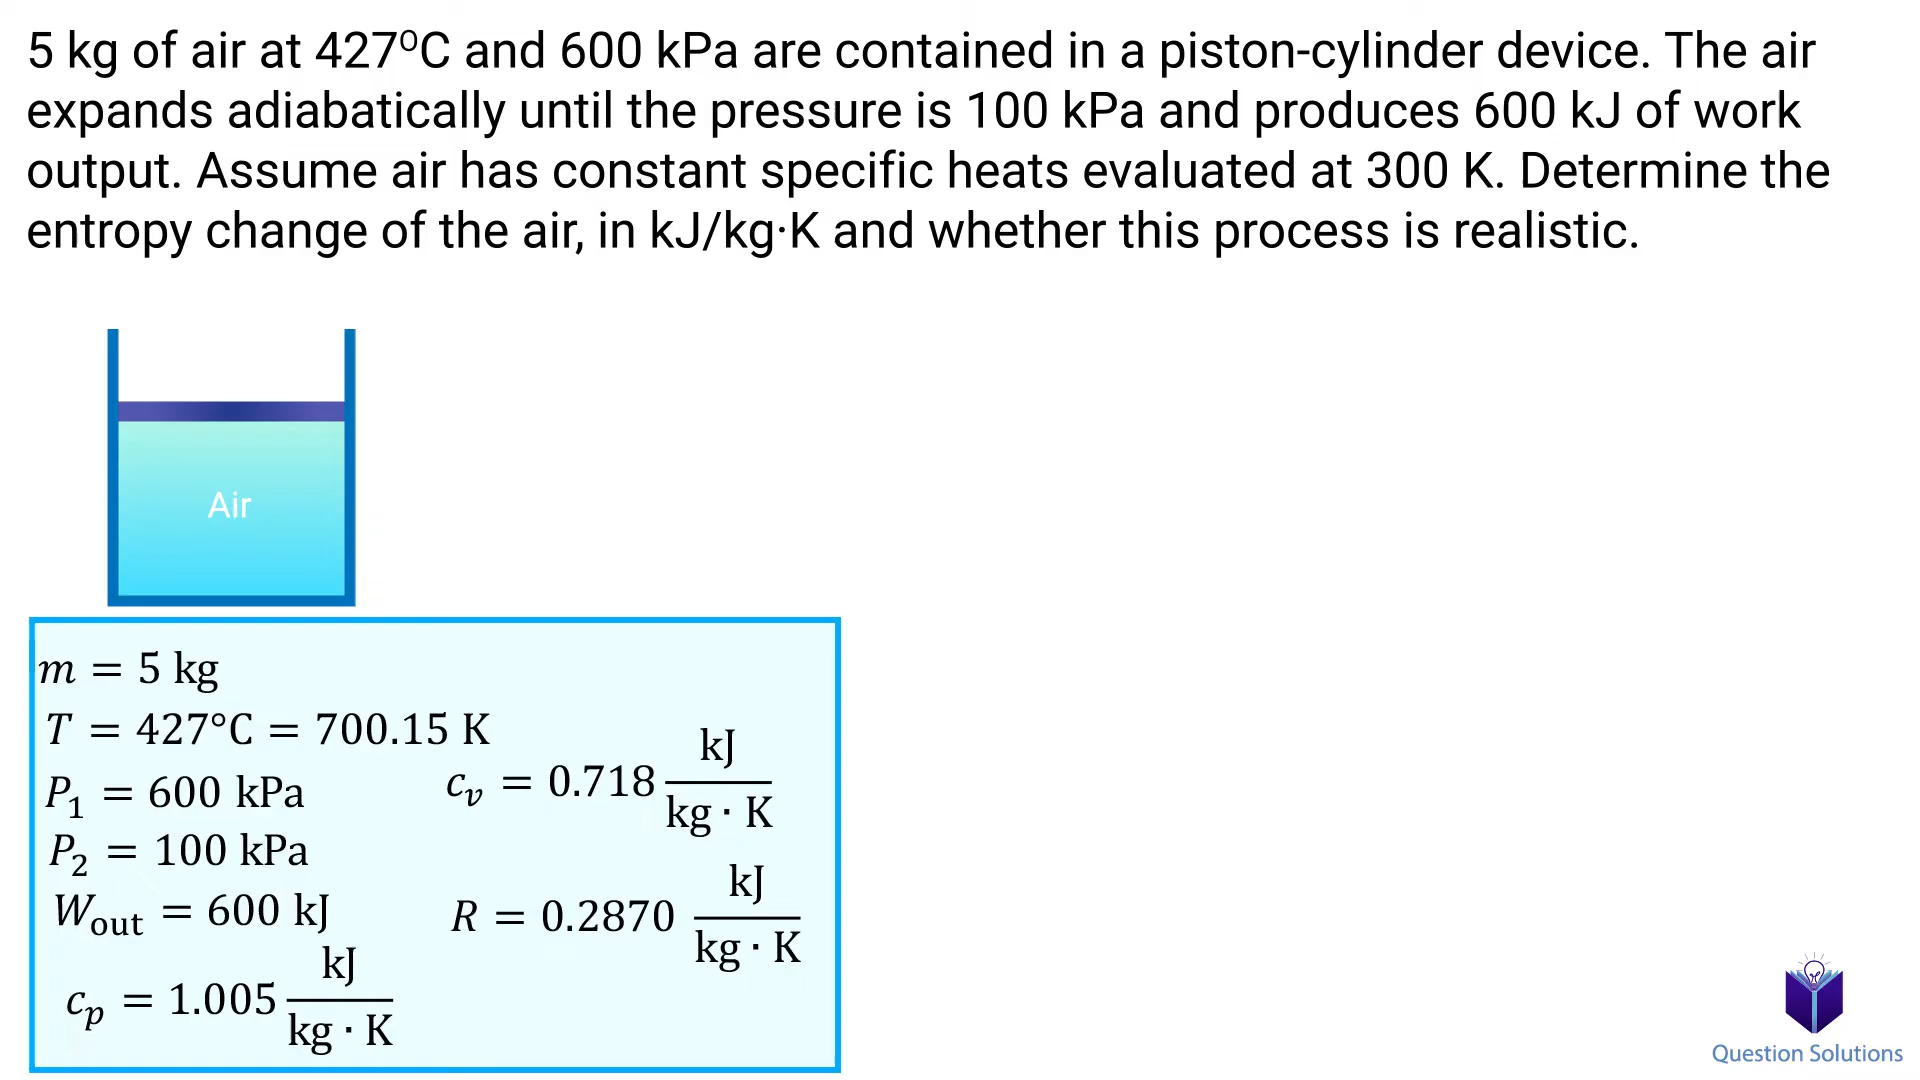 5 kg of air at 427⁰C and 600 kPa are contained in a piston-cylinder device. The air
expands adiabatically until the pressure is 100 kPa and produces 600 kJ of work
output. Assume air has constant specific heats evaluated at 300 K. Determine the
entropy change of the air, in kJ/kg·K and whether this process is realistic.
Air
m = 5 kg
T = 427°C = 700.15 K
P₁ = 600 kPa
P₂ = 100 kPa
W_out = 600 kJ
c_p = 1.005 kJ / kg · K
c_v = 0.718 kJ / kg · K
R = 0.2870 kJ / kg · K
Question Solutions